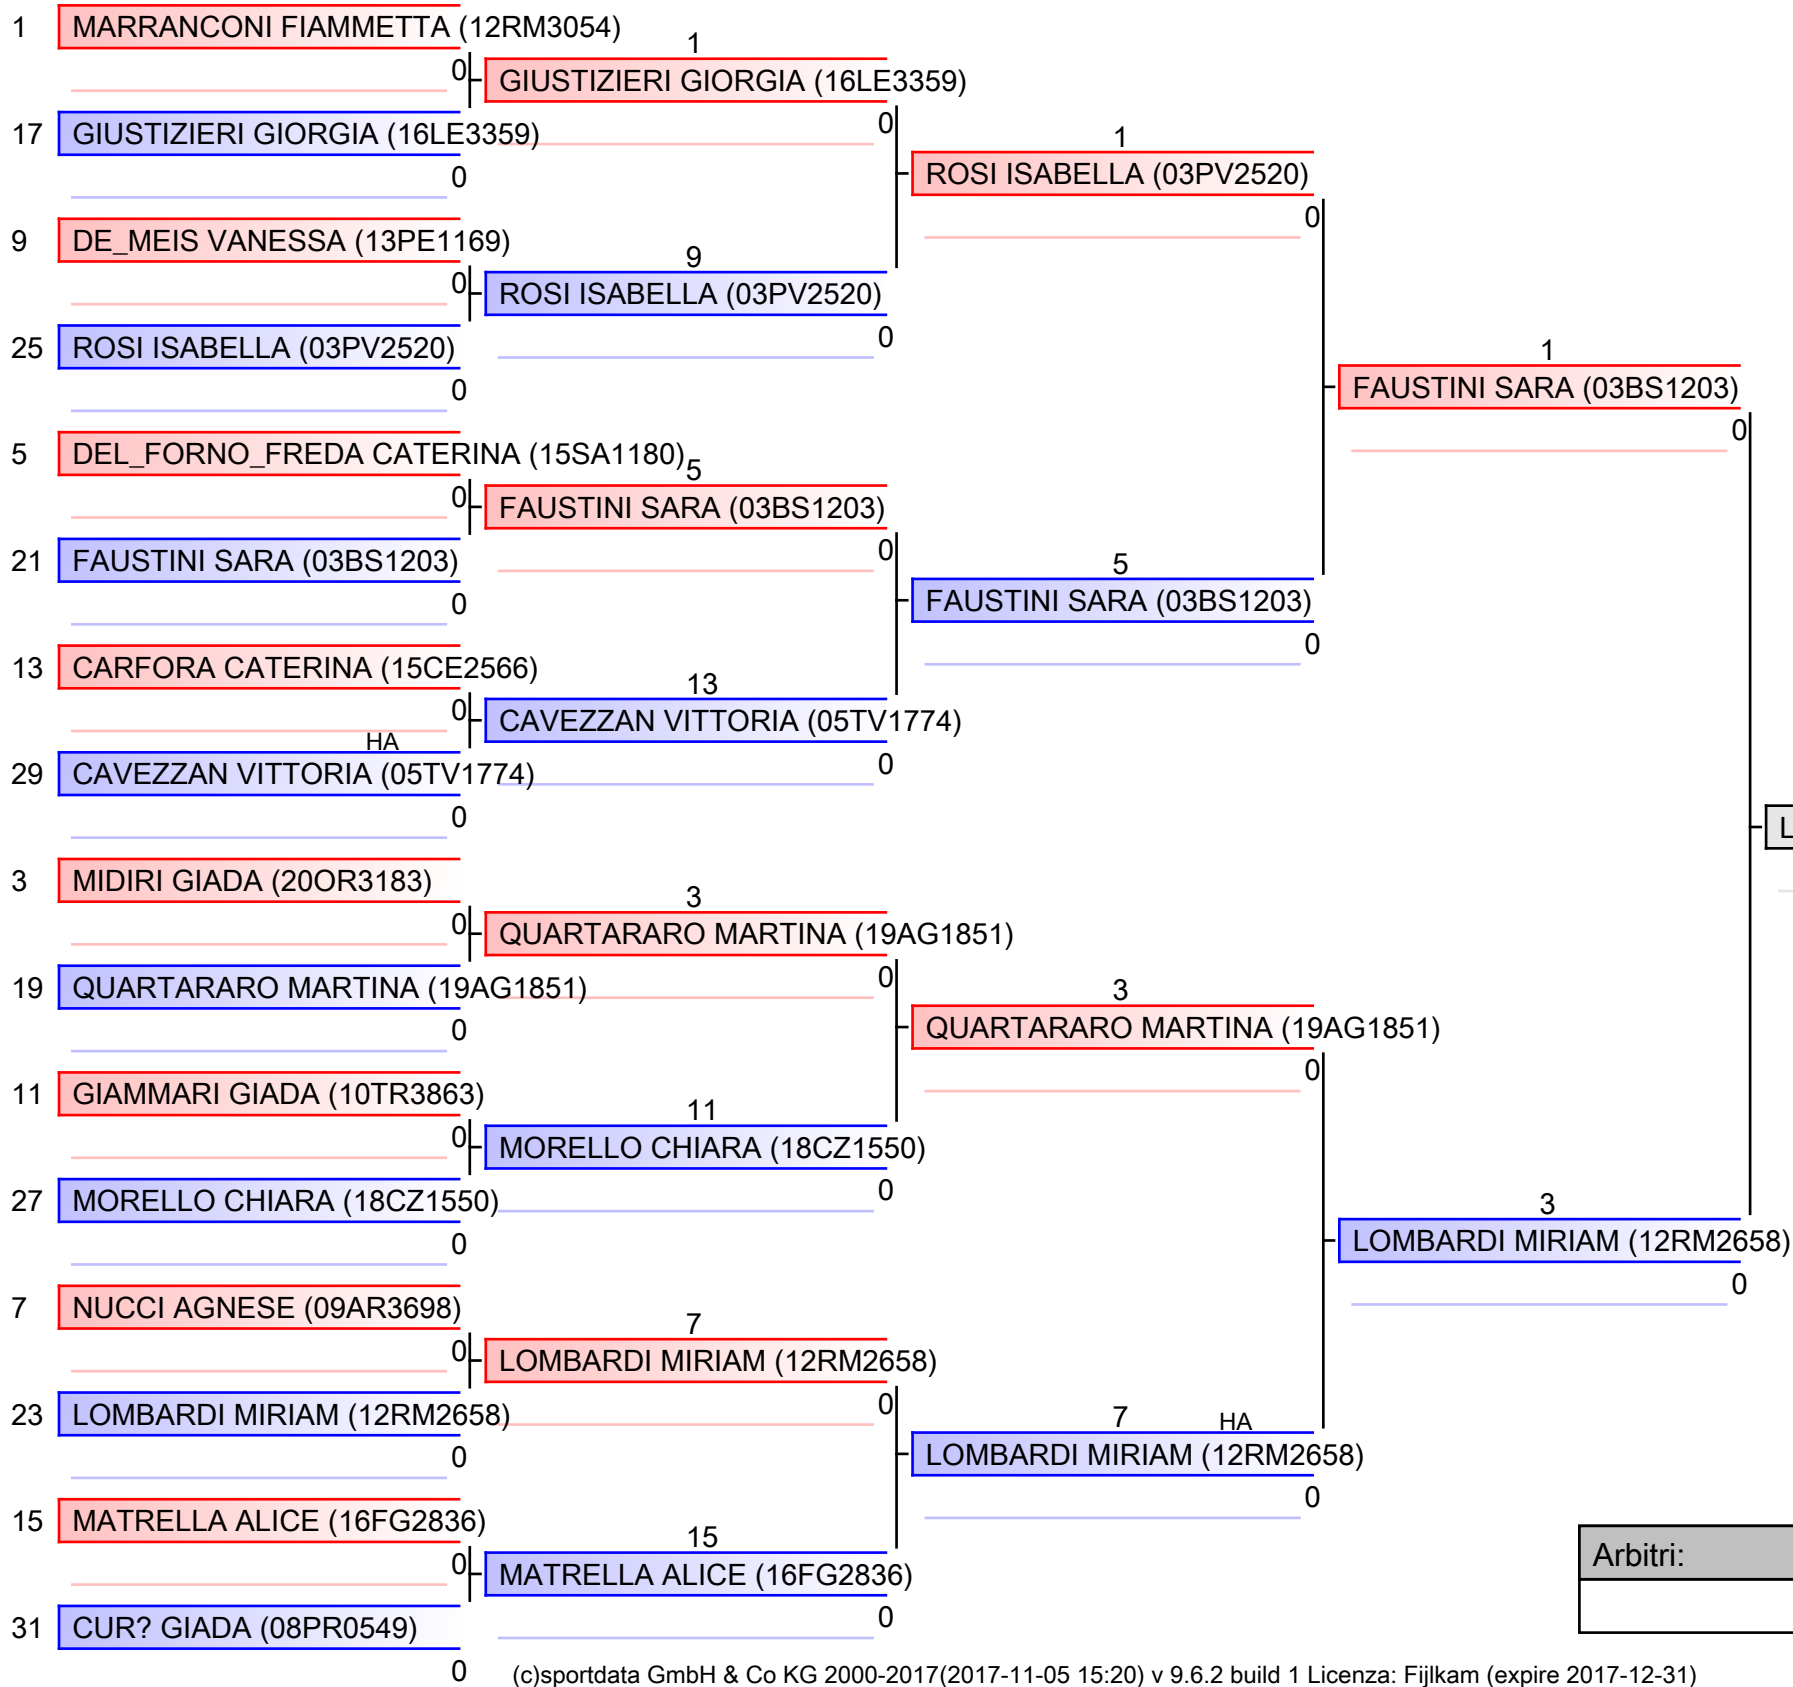 1 MARRANCONI FIAMMETTA (12RM3054)
0
17 GIUSTIZIERI GIORGIA (16LE3359)
0
9 DE_MEIS VANESSA (13PE1169)
0
25 ROSI ISABELLA (03PV2520)
0
5 DEL_FORNO_FREDA CATERINA (15SA1180)
0
21 FAUSTINI SARA (03BS1203)
0
13 CARFORA CATERINA (15CE2566)
0
HA
29 CAVEZZAN VITTORIA (05TV1774)
0
3 MIDIRI GIADA (20OR3183)
0
19 QUARTARARO MARTINA (19AG1851)
0
11 GIAMMARI GIADA (10TR3863)
0
27 MORELLO CHIARA (18CZ1550)
0
7 NUCCI AGNESE (09AR3698)
0
23 LOMBARDI MIRIAM (12RM2658)
0
15 MATRELLA ALICE (16FG2836)
0
31 CUR? GIADA (08PR0549)
0
1
GIUSTIZIERI GIORGIA (16LE3359)
0
9
ROSI ISABELLA (03PV2520)
0
5
FAUSTINI SARA (03BS1203)
0
13
CAVEZZAN VITTORIA (05TV1774)
0
3
QUARTARARO MARTINA (19AG1851)
0
11
MORELLO CHIARA (18CZ1550)
0
7
LOMBARDI MIRIAM (12RM2658)
0
15
MATRELLA ALICE (16FG2836)
0
1
ROSI ISABELLA (03PV2520)
0
5
FAUSTINI SARA (03BS1203)
0
3
QUARTARARO MARTINA (19AG1851)
0
7 HA
LOMBARDI MIRIAM (12RM2658)
0
1
FAUSTINI SARA (03BS1203)
0
3
LOMBARDI MIRIAM (12RM2658)
0
L
Arbitri:
(c)sportdata GmbH & Co KG 2000-2017(2017-11-05 15:20) v 9.6.2 build 1 Licenza: Fijlkam (expire 2017-12-31)